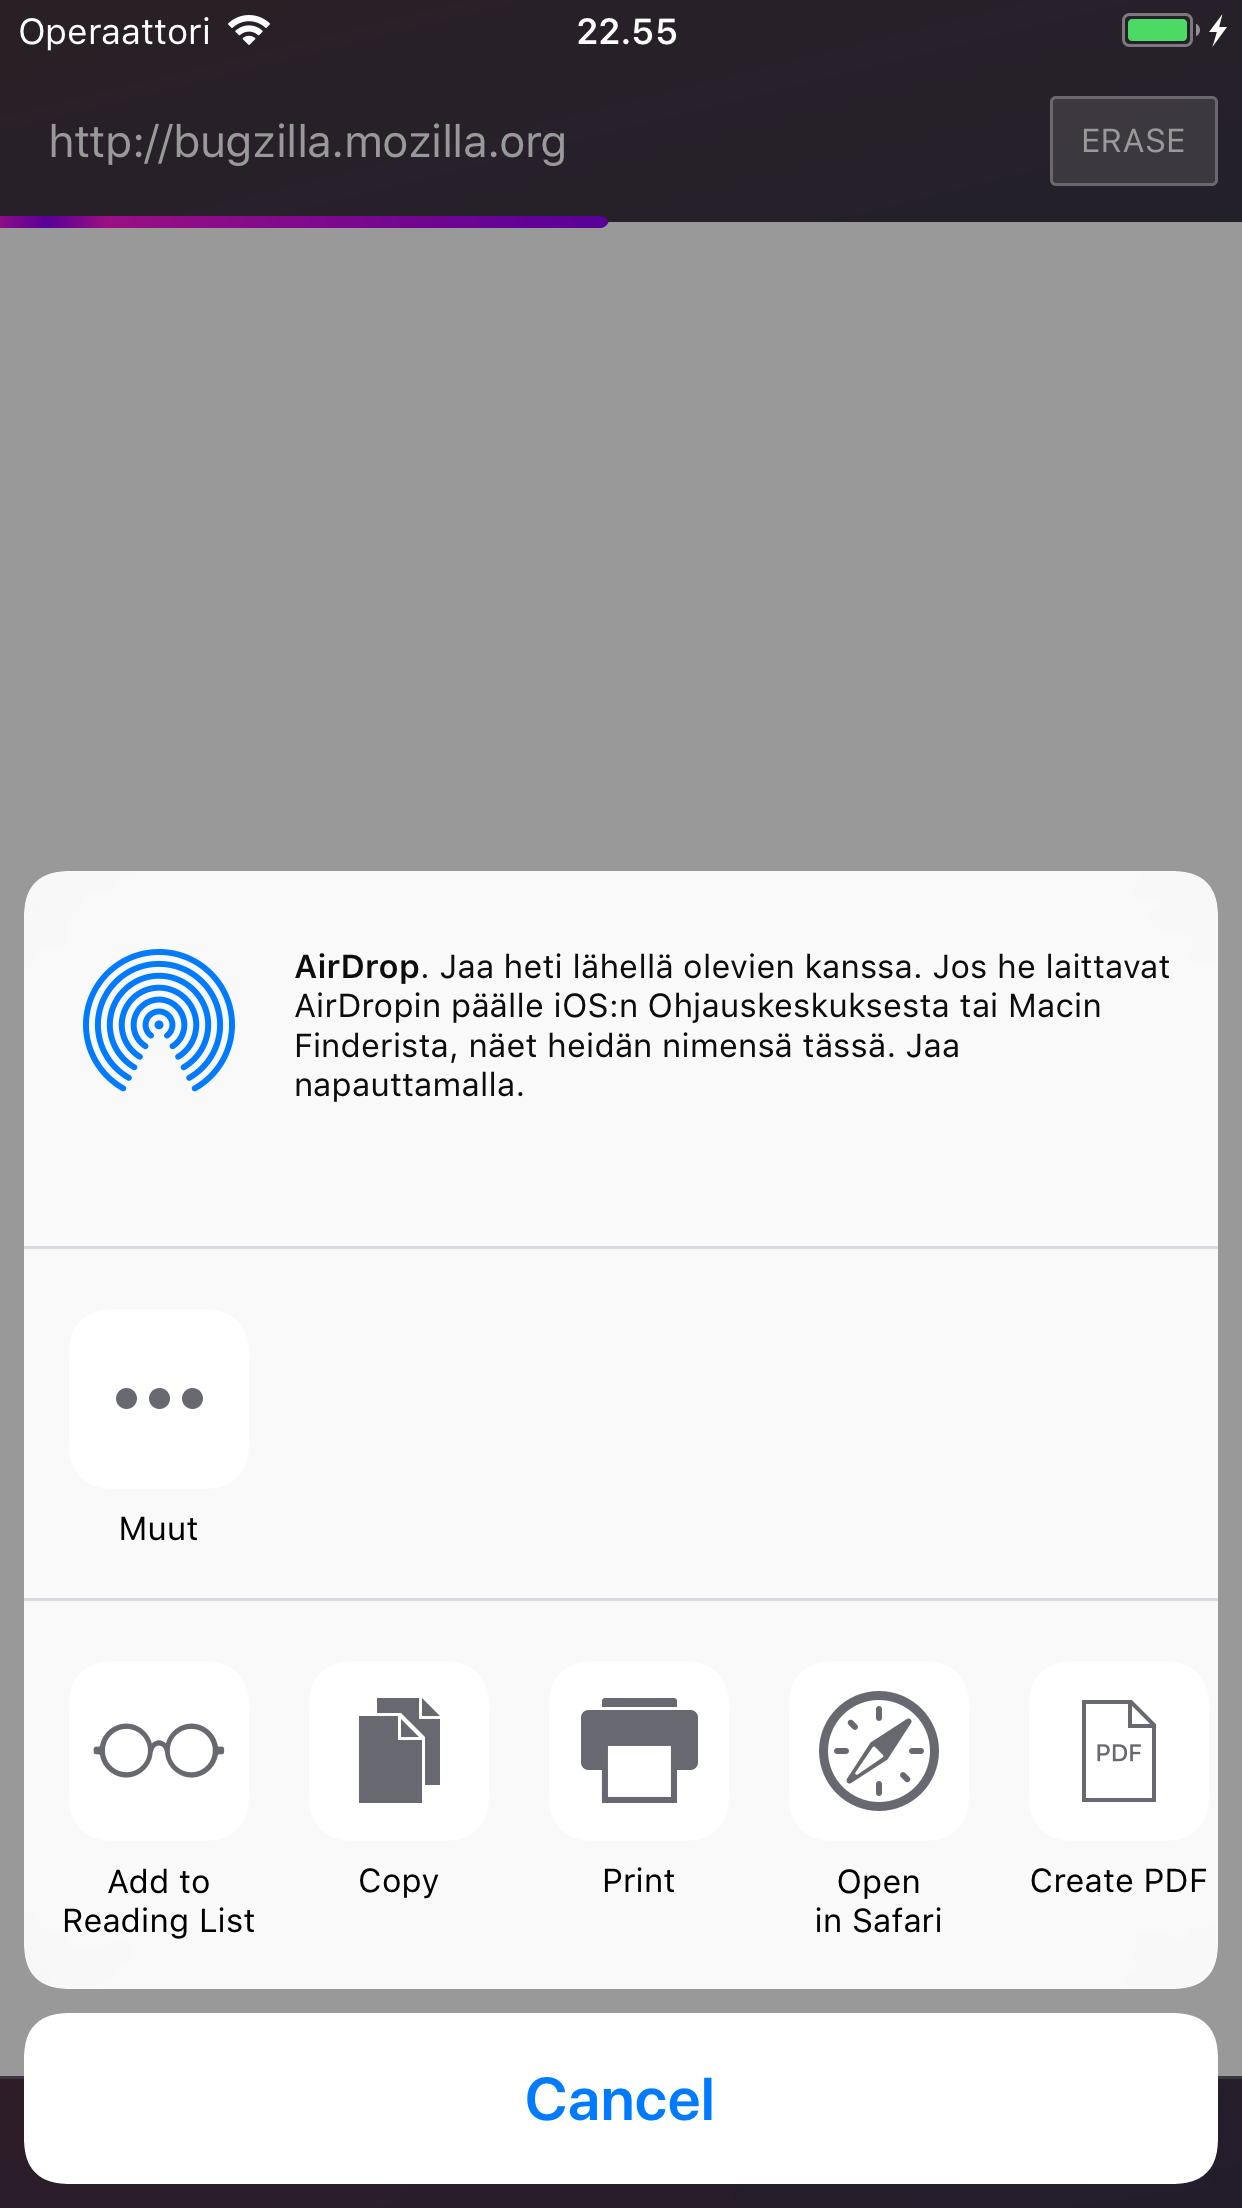 Operaattori
22.55
http://bugzilla.mozilla.org
ERASE
AirDrop. Jaa heti lähellä olevien kanssa. Jos he laittavat
AirDropin päälle iOS:n Ohjauskeskuksesta tai Macin
Finderista, näet heidän nimensä tässä. Jaa
napauttamalla.
Muut
Add to
Reading List
Copy
Print
Open
in Safari
PDF
Create PDF
Cancel